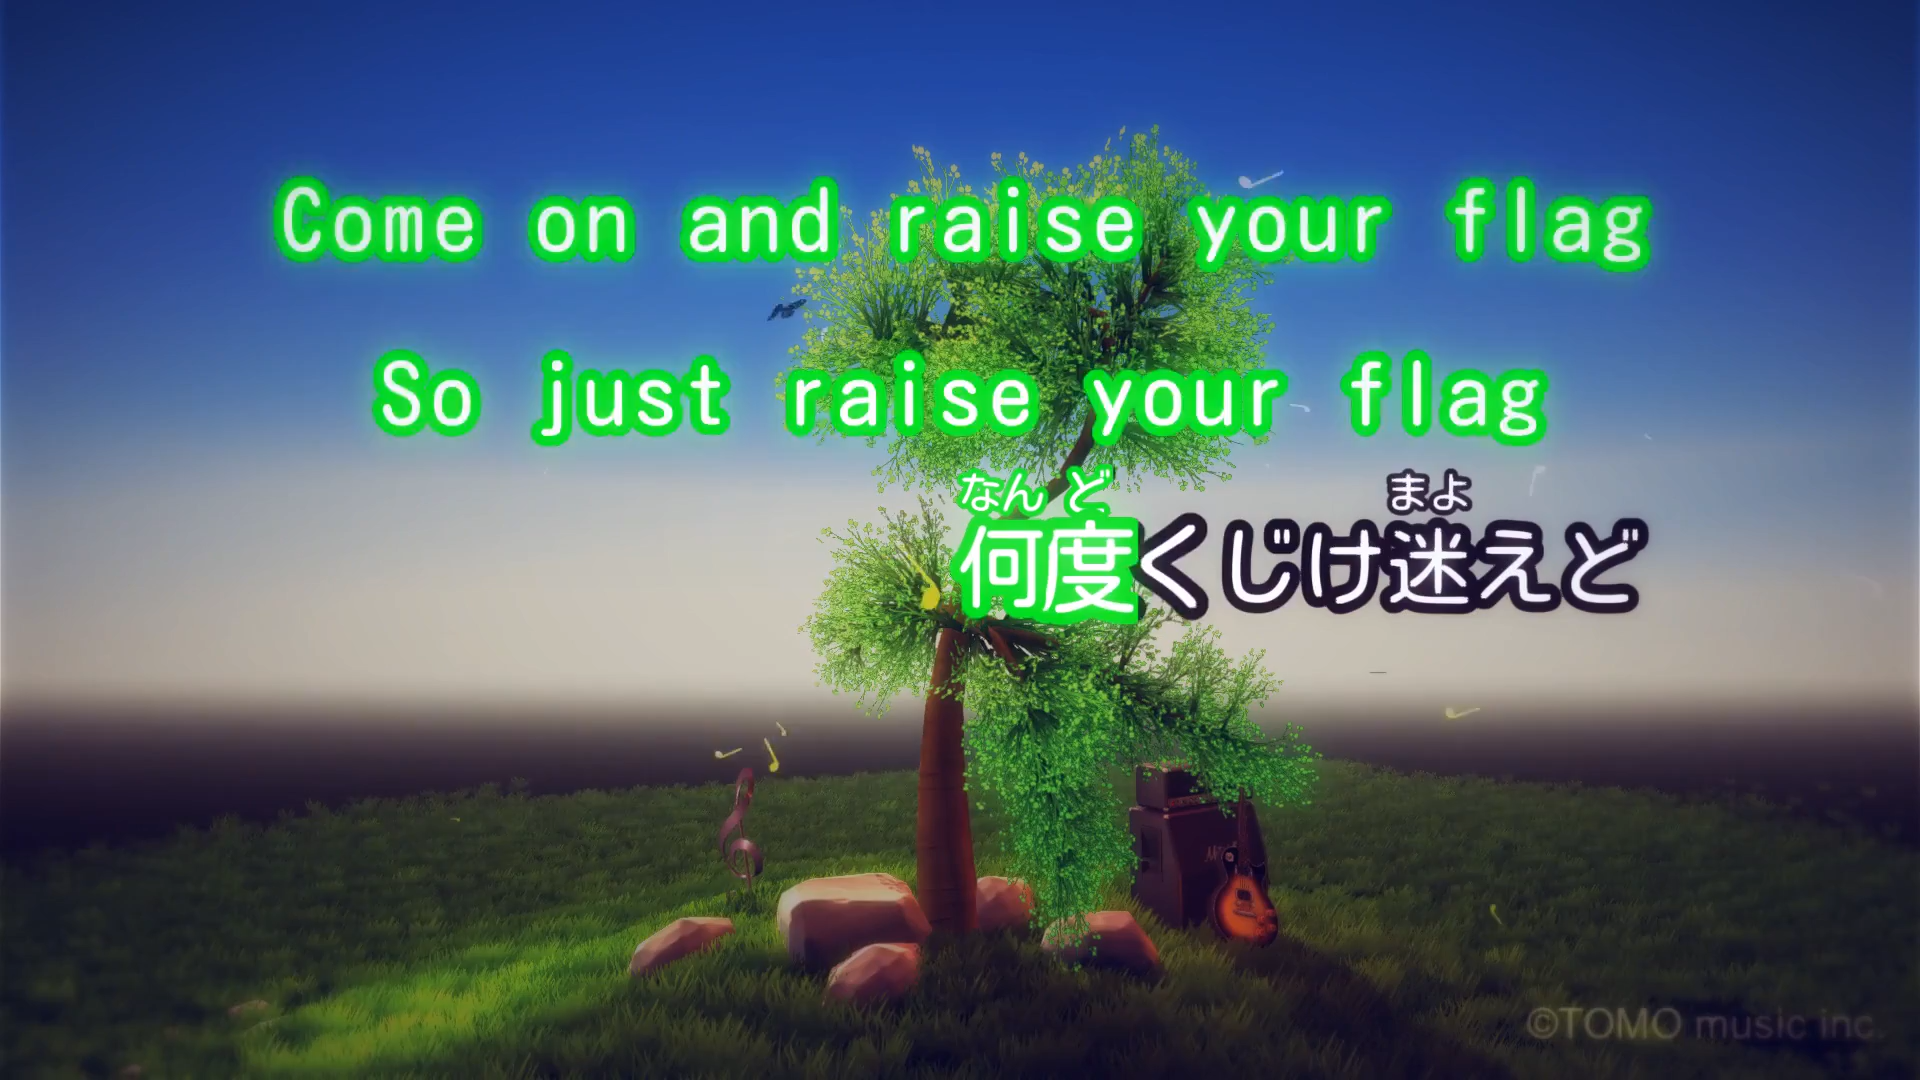 Come on and raise your flag
So just raise your flag
なんど まよ
何度くじけ迷えど
©TOMO music inc.